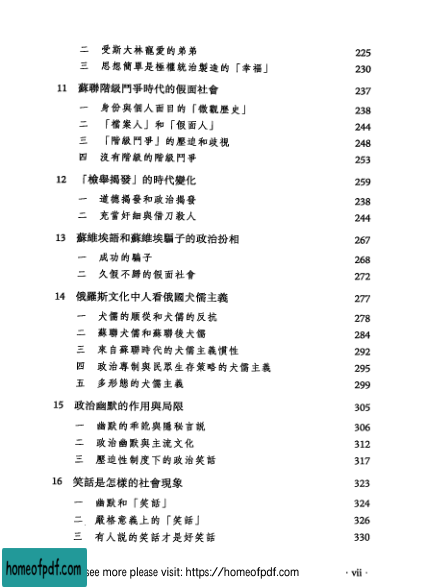 二　受斯大林寵愛的弟弟 225
三　思想簡單是極權統治製造的「幸福」 230
11　蘇聯階級鬥爭時代的假面社會 237
一　身份與個人面目的「微觀歷史」 238
二　「檔案人」和「假面人」 244
三　「階級鬥爭」的壓迫和歧視 248
四　沒有階級的階級鬥爭 253
12　「檢舉揭發」的時代變化 259
一　道德揭發和政治揭發 238
二　充當奸細與借刀殺人 244
13　蘇維埃語和蘇維埃騙子的政治扮相 267
一　成功的騙子 268
二　久假不歸的假面社會 272
14　俄羅斯文化中人看俄國犬儒主義 277
一　犬儒的順從和犬儒的反抗 278
二　蘇聯犬儒和蘇聯後犬儒 284
三　來自蘇聯時代的犬儒主義慣性 292
四　政治專制與民眾生存策略的犬儒主義 295
五　多形態的犬儒主義 299
15　政治幽默的作用與局限 305
一　幽默的乖訛與隱秘言說 306
二　政治幽默與主流文化 312
三　壓迫性制度下的政治笑話 317
16　笑話是怎樣的社會現象 323
一　幽默和「笑話」 324
二　嚴格意義上的「笑話」 326
三　有人說的笑話才是好笑話 330
homeofpdf.com
see more please visit: https://homeofpdf.com
· vii ·